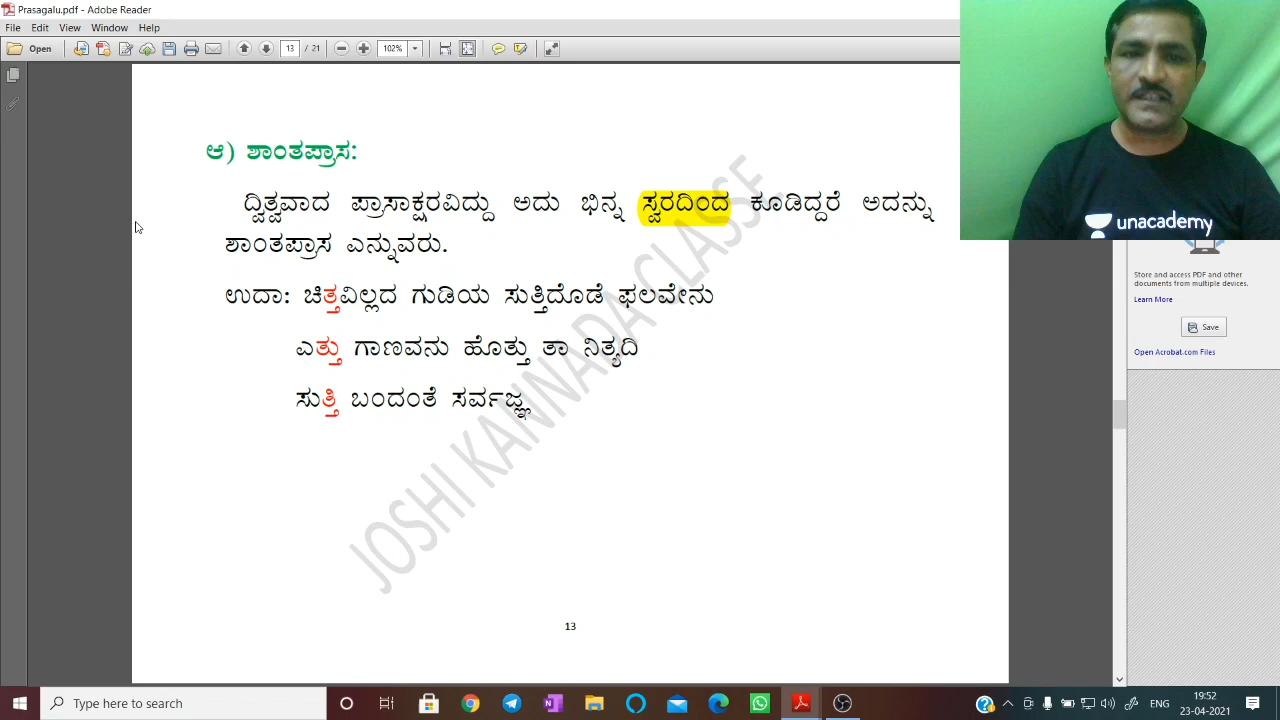 Prasagalu.pdf - Adobe Reader
File Edit View Window Help
Open 13 / 21 102%
ಆ) ಶಾಂತಪ್ರಾಸ:
ದ್ವಿತ್ವವಾದ ಪ್ರಾಸಾಕ್ಷರವಿದ್ದು ಅದು ಭಿನ್ನ ಸ್ವರದಿಂದ ಕೂಡಿದ್ದರೆ ಅದನ್ನು
ಶಾಂತಪ್ರಾಸ ಎನ್ನುವರು.
ಉದಾ: ಚಿತ್ತವಿಲ್ಲದ ಗುಡಿಯ ಸುತ್ತಿದೊಡೆ ಫಲವೇನು
ಎತ್ತು ಗಾಣವನು ಹೊತ್ತು ತಾ ನಿತ್ಯದಿ
ಸುತ್ತಿ ಬಂದಂತೆ ಸರ್ವಜ್ಞ
JOSHI KANNADA CLASSES
13
unacademy
Store and access PDF and other
documents from multiple devices.
Learn More
Save
Open Acrobat.com Files
Type here to search
ENG
19:52
23-04-2021